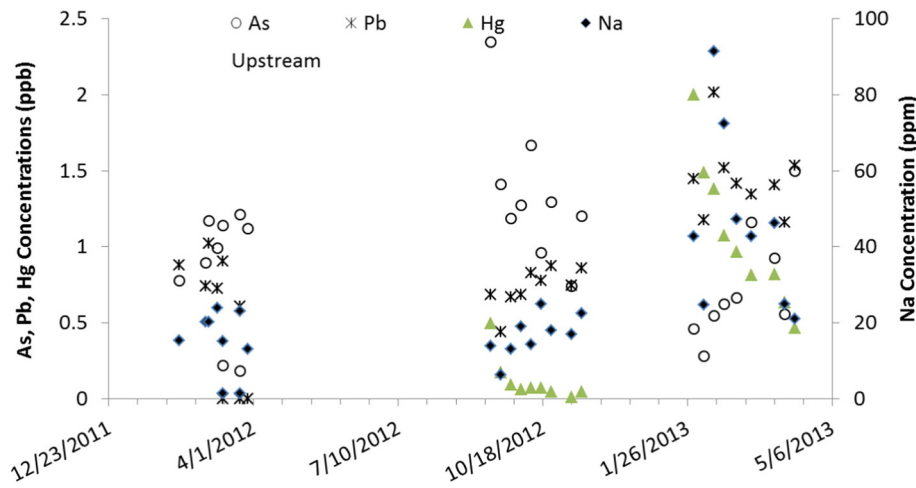 As Pb Hg Na
Upstream
As, Pb, Hg Concentrations (ppb)
2.5
2
1.5
1
0.5
0
Na Concentration (ppm)
100
80
60
40
20
0
12/23/2011 4/1/2012 7/10/2012 10/18/2012 1/26/2013 5/6/2013